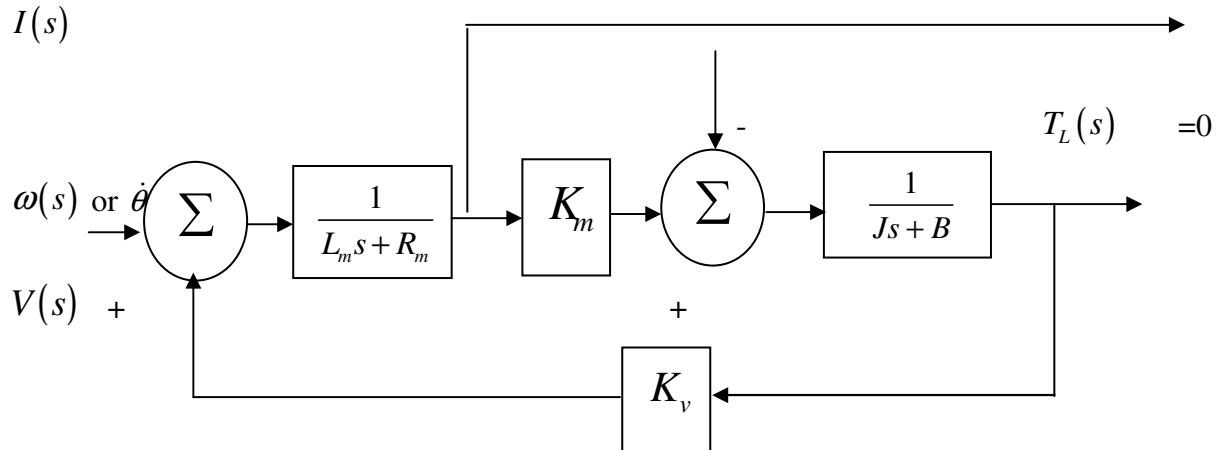 I(s)
-
T_L(s) =0
ω(s) or θ̇
Σ
1/(L_m s + R_m)
K_m
Σ
1/(Js + B)
V(s) +
+
K_v